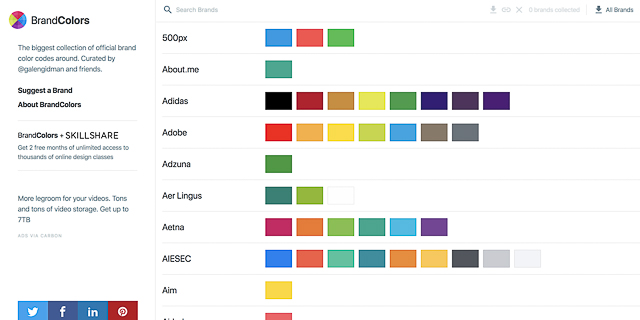 BrandColors
Search Brands
0 brands collected
All Brands
The biggest collection of official brand
color codes around. Curated by
@galengidman and friends.
Suggest a Brand
About BrandColors
BrandColors + SKILLSHARE
Get 2 free months of unlimited access to
thousands of online design classes
More legroom for your videos. Tons
and tons of video storage. Get up to
7TB
ADS VIA CARBON
500px
About.me
Adidas
Adobe
Adzuna
Aer Lingus
Aetna
AIESEC
Aim